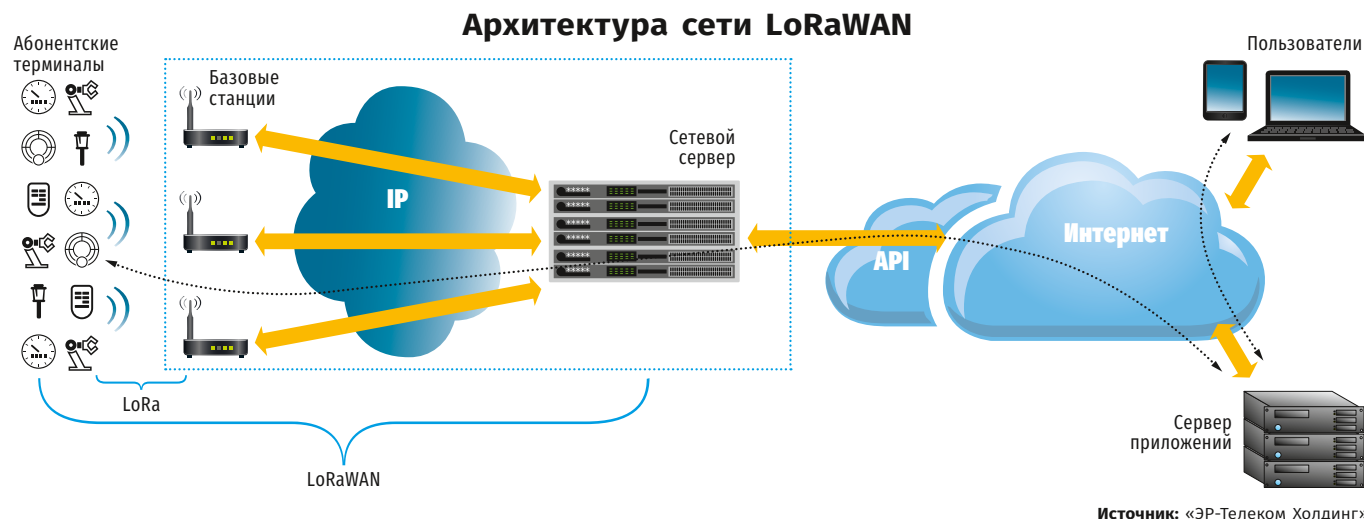 Архитектура сети LoRaWAN
Абонентские
терминалы
Базовые
станции
Сетевой
сервер
Пользователи
IP
API
Интернет
LoRa
LoRaWAN
Сервер
приложений
Источник: «ЭР-Телеком Холдинг»